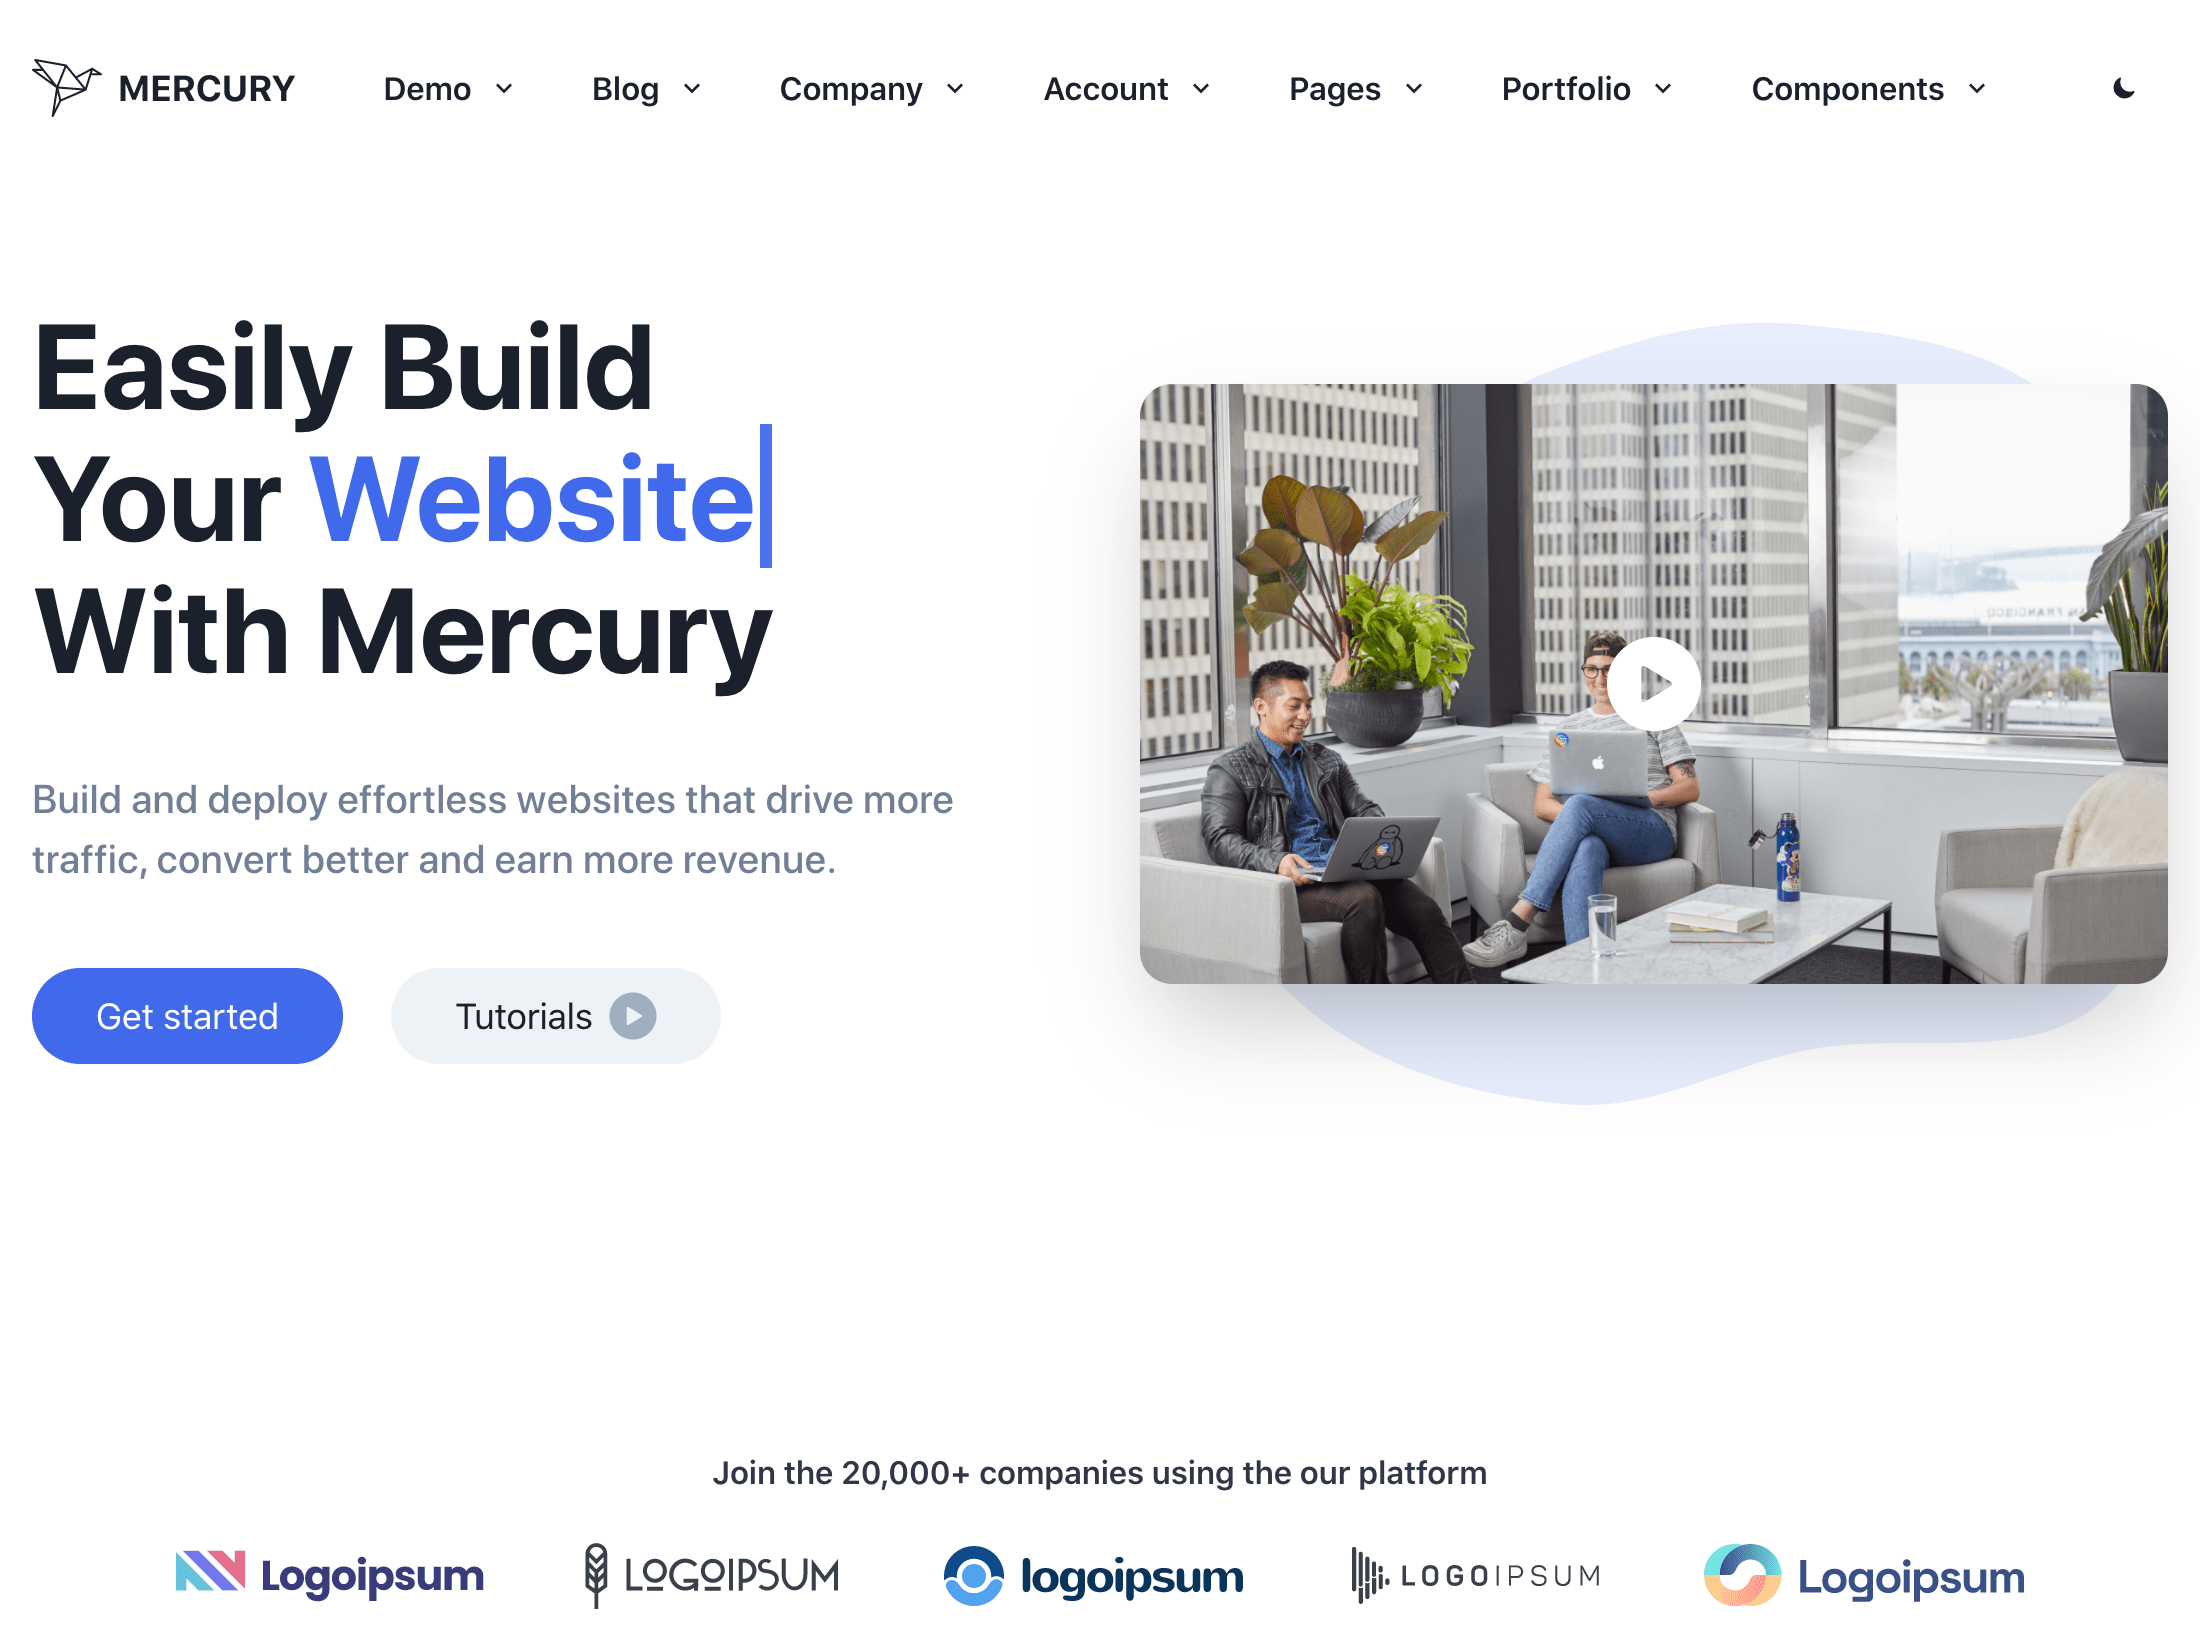 MERCURY Demo Blog Company Account Pages Portfolio Components
Easily Build
Your Website
With Mercury
Build and deploy effortless websites that drive more
traffic, convert better and earn more revenue.
Get started Tutorials
Join the 20,000+ companies using the our platform
Logoipsum LOGOIPSUM logoipsum LOGOIPSUM Logoipsum